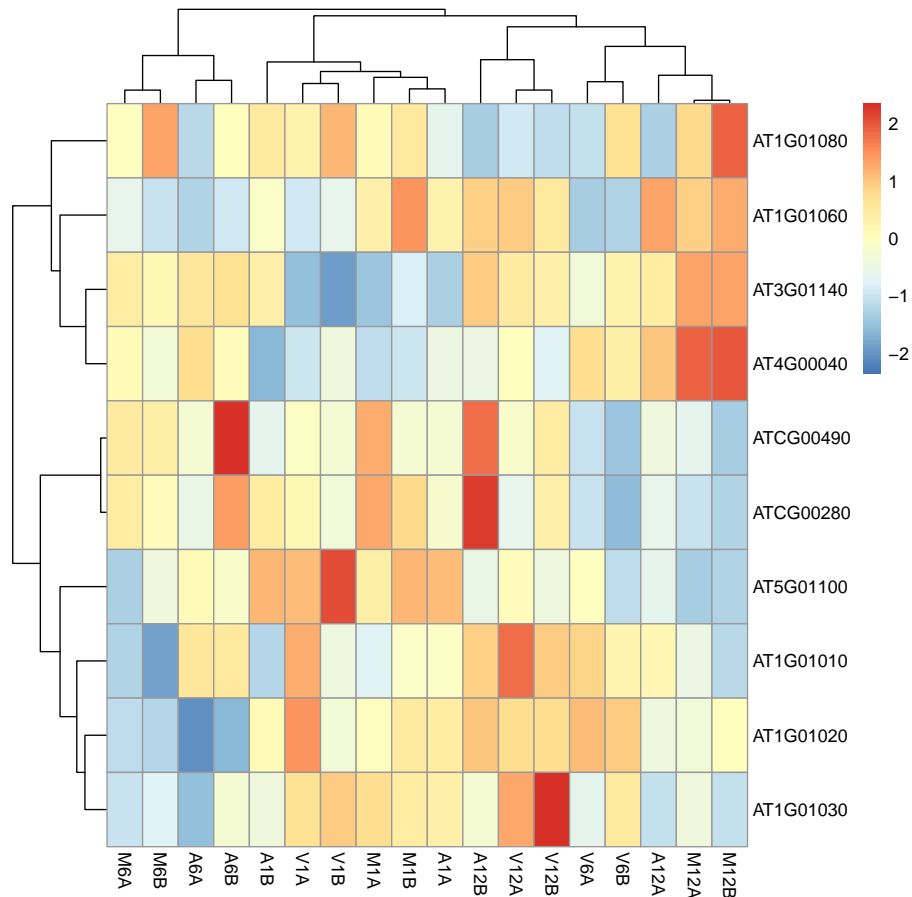 2
1
0
−1
−2
AT1G01080
AT1G01060
AT3G01140
AT4G00040
ATCG00490
ATCG00280
AT5G01100
AT1G01010
AT1G01020
AT1G01030
M6A
M6B
A6A
A6B
A1B
V1A
V1B
M1A
M1B
A1A
A12B
V12A
V12B
V6A
V6B
A12A
M12A
M12B